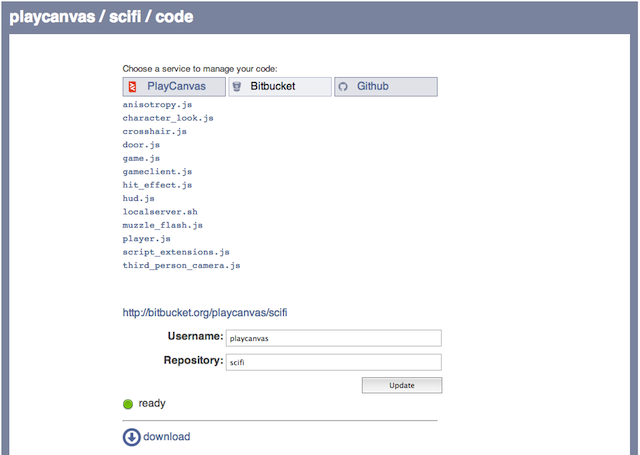 playcanvas / scifi / code
Choose a service to manage your code:
PlayCanvas Bitbucket Github
anisotropy.js
character_look.js
crosshair.js
door.js
game.js
gameclient.js
hit_effect.js
hud.js
localserver.sh
muzzle_flash.js
player.js
script_extensions.js
third_person_camera.js
http://bitbucket.org/playcanvas/scifi
Username: playcanvas
Repository: scifi
Update
ready
download